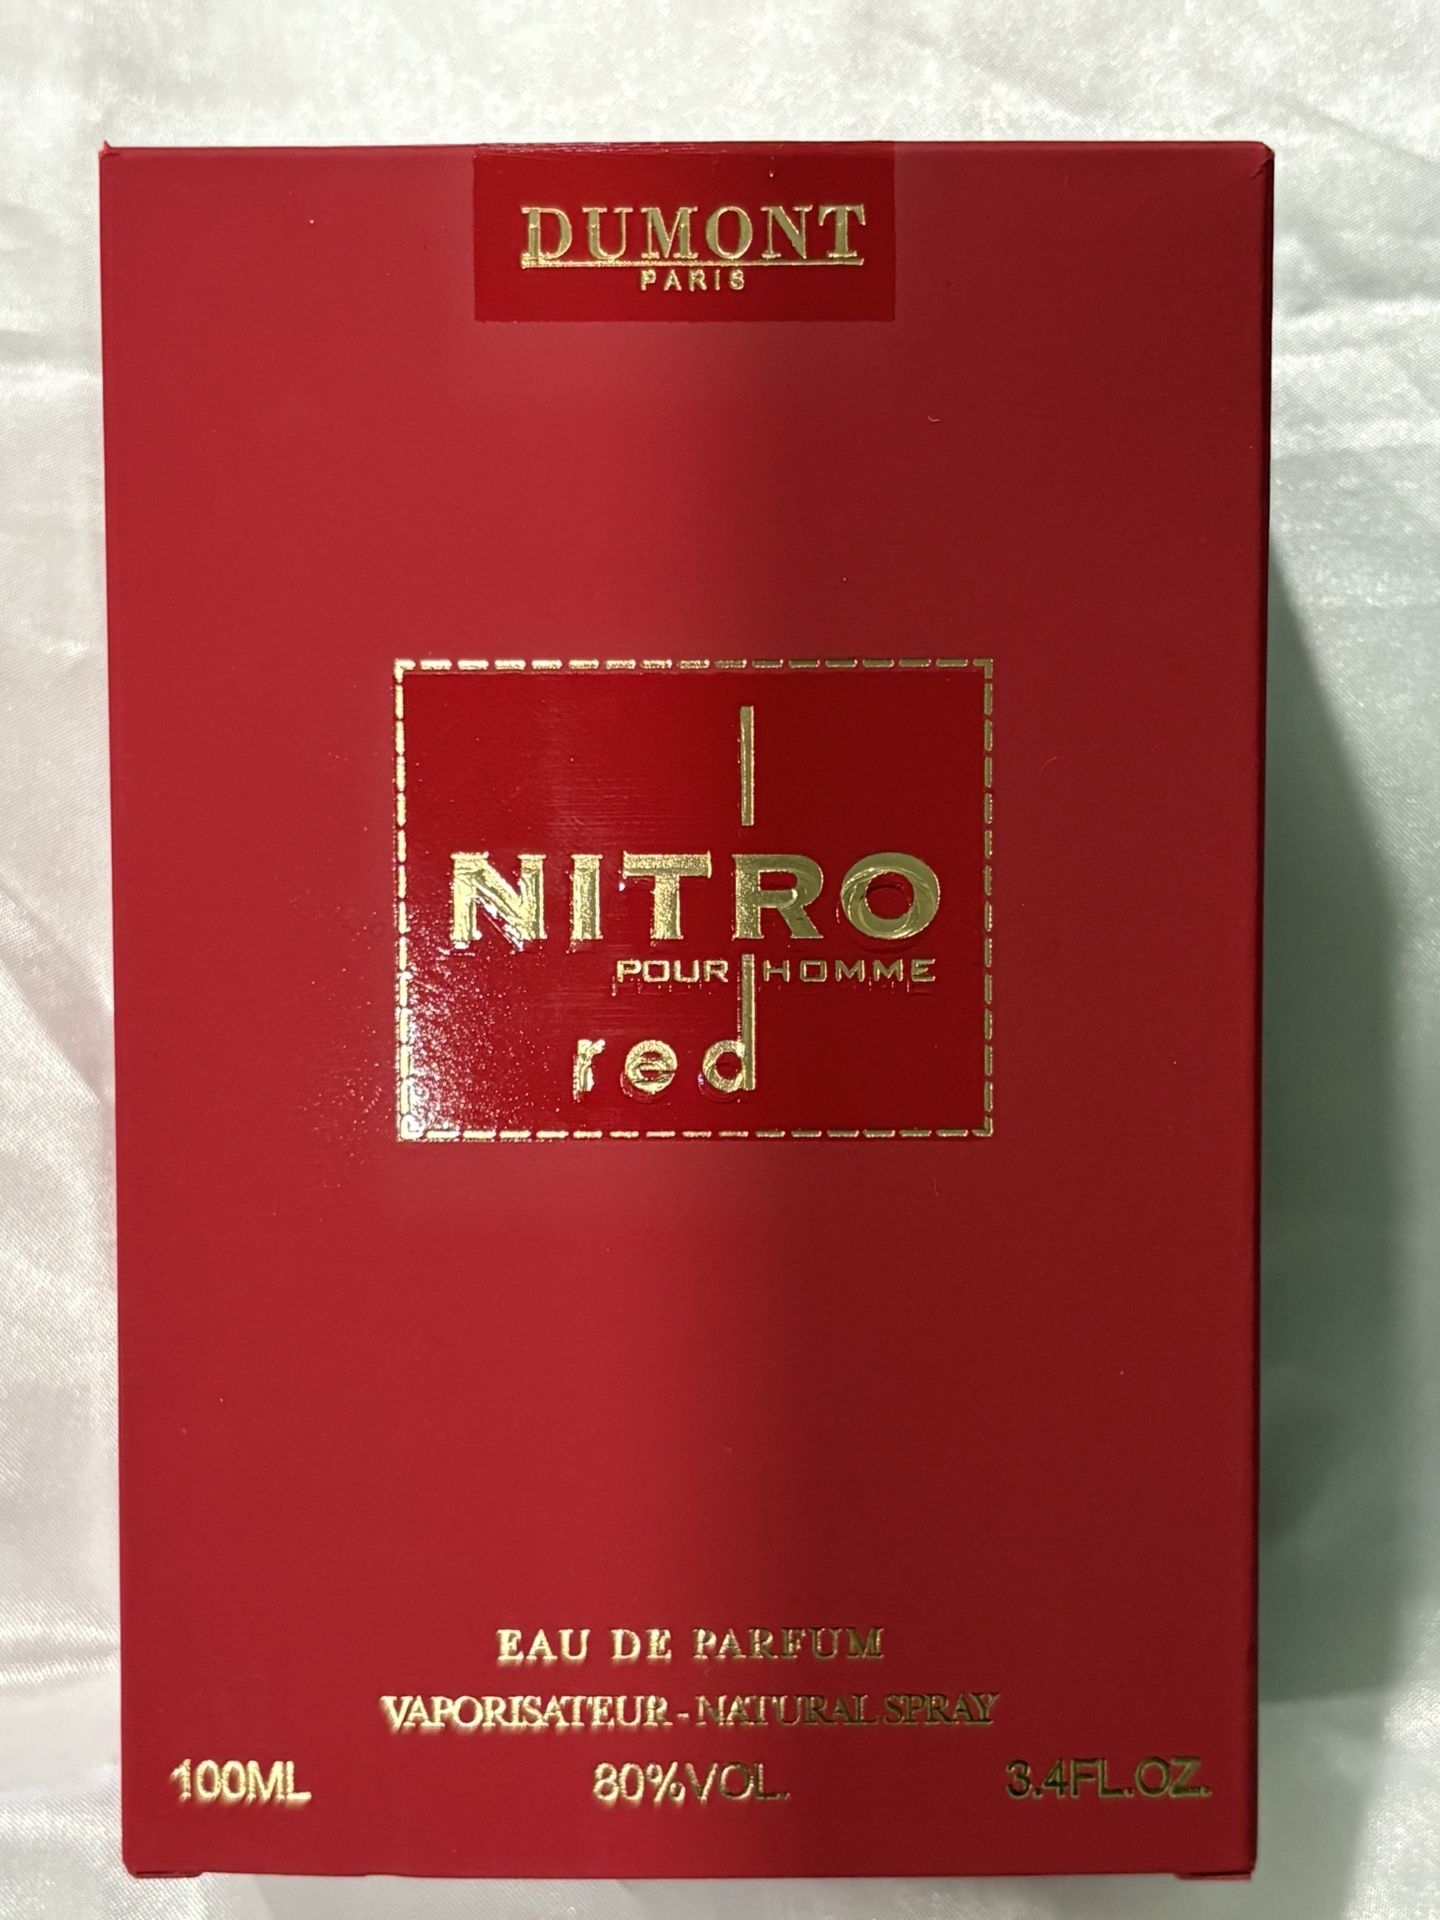 DUMONT
PARIS
NITRO
POUR HOMME
red
EAU DE PARFUM
VAPORISATEUR-NATURAL SPRAY
100ML 80%VOL. 3.4FL.OZ.